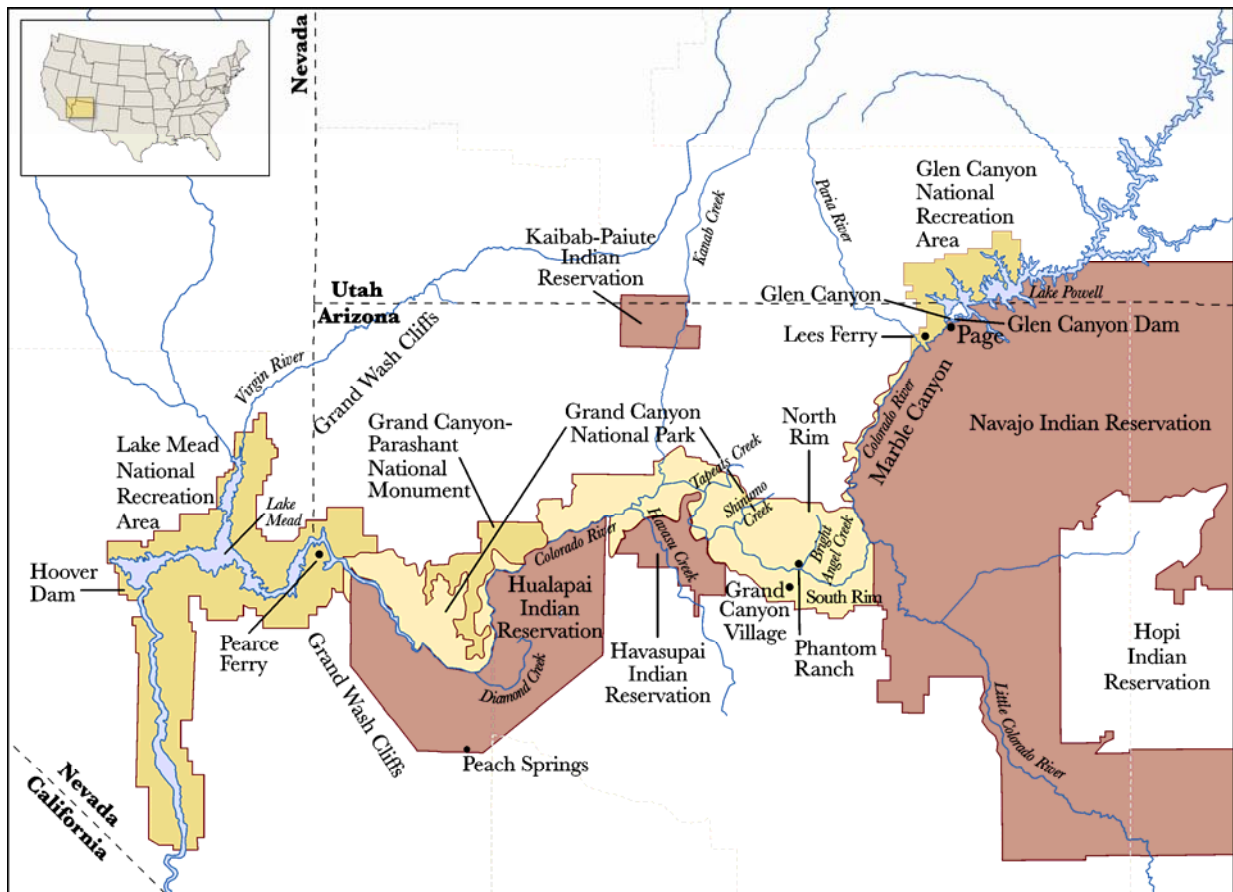 Nevada
Utah
Arizona
Nevada
California
Virgin River
Grand Wash Cliffs
Kaibab-Paiute
Indian
Reservation
Kanab Creek
Paria River
Glen Canyon
National
Recreation
Area
Glen Canyon
Lake Powell
Glen Canyon Dam
Lees Ferry
Page
Colorado River
Marble Canyon
Navajo Indian Reservation
Lake Mead
National
Recreation
Area
Lake
Mead
Grand Canyon-
Parashant
National
Monument
Grand Canyon
National Park
North
Rim
Tapeats Creek
Shinumo
Creek
Bright
Angel Creek
Colorado River
Havasu Creek
Hoover
Dam
Pearce
Ferry
Hualapai
Indian
Reservation
Diamond Creek
Grand Wash Cliffs
Peach Springs
Havasupai
Indian
Reservation
Grand
Canyon
Village
South Rim
Phantom
Ranch
Hopi
Indian
Reservation
Little Colorado River